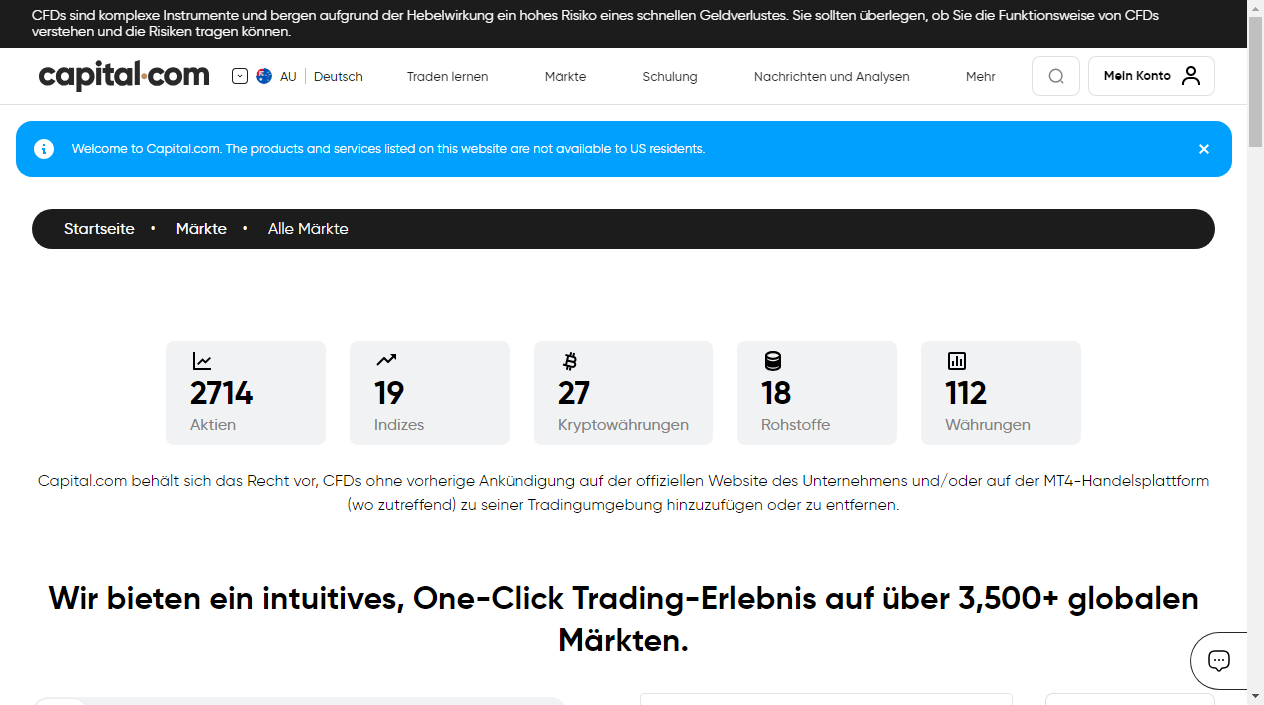 CFDs sind komplexe Instrumente und bergen aufgrund der Hebelwirkung ein hohes Risiko eines schnellen Geldverlustes. Sie sollten überlegen, ob Sie die Funktionsweise von CFDs
verstehen und die Risiken tragen können.
capital.com
AU Deutsch Traden lernen Märkte Schulung Nachrichten und Analysen Mehr Mein Konto
Welcome to Capital.com. The products and services listed on this website are not available to US residents.
Startseite • Märkte • Alle Märkte
2714 19 27 18 112
Aktien Indizes Kryptowährungen Rohstoffe Währungen
Capital.com behält sich das Recht vor, CFDs ohne vorherige Ankündigung auf der offiziellen Website des Unternehmens und/oder auf der MT4-Handelsplattform
(wo zutreffend) zu seiner Tradingumgebung hinzuzufügen oder zu entfernen.
Wir bieten ein intuitives, One-Click Trading-Erlebnis auf über 3,500+ globalen
Märkten.